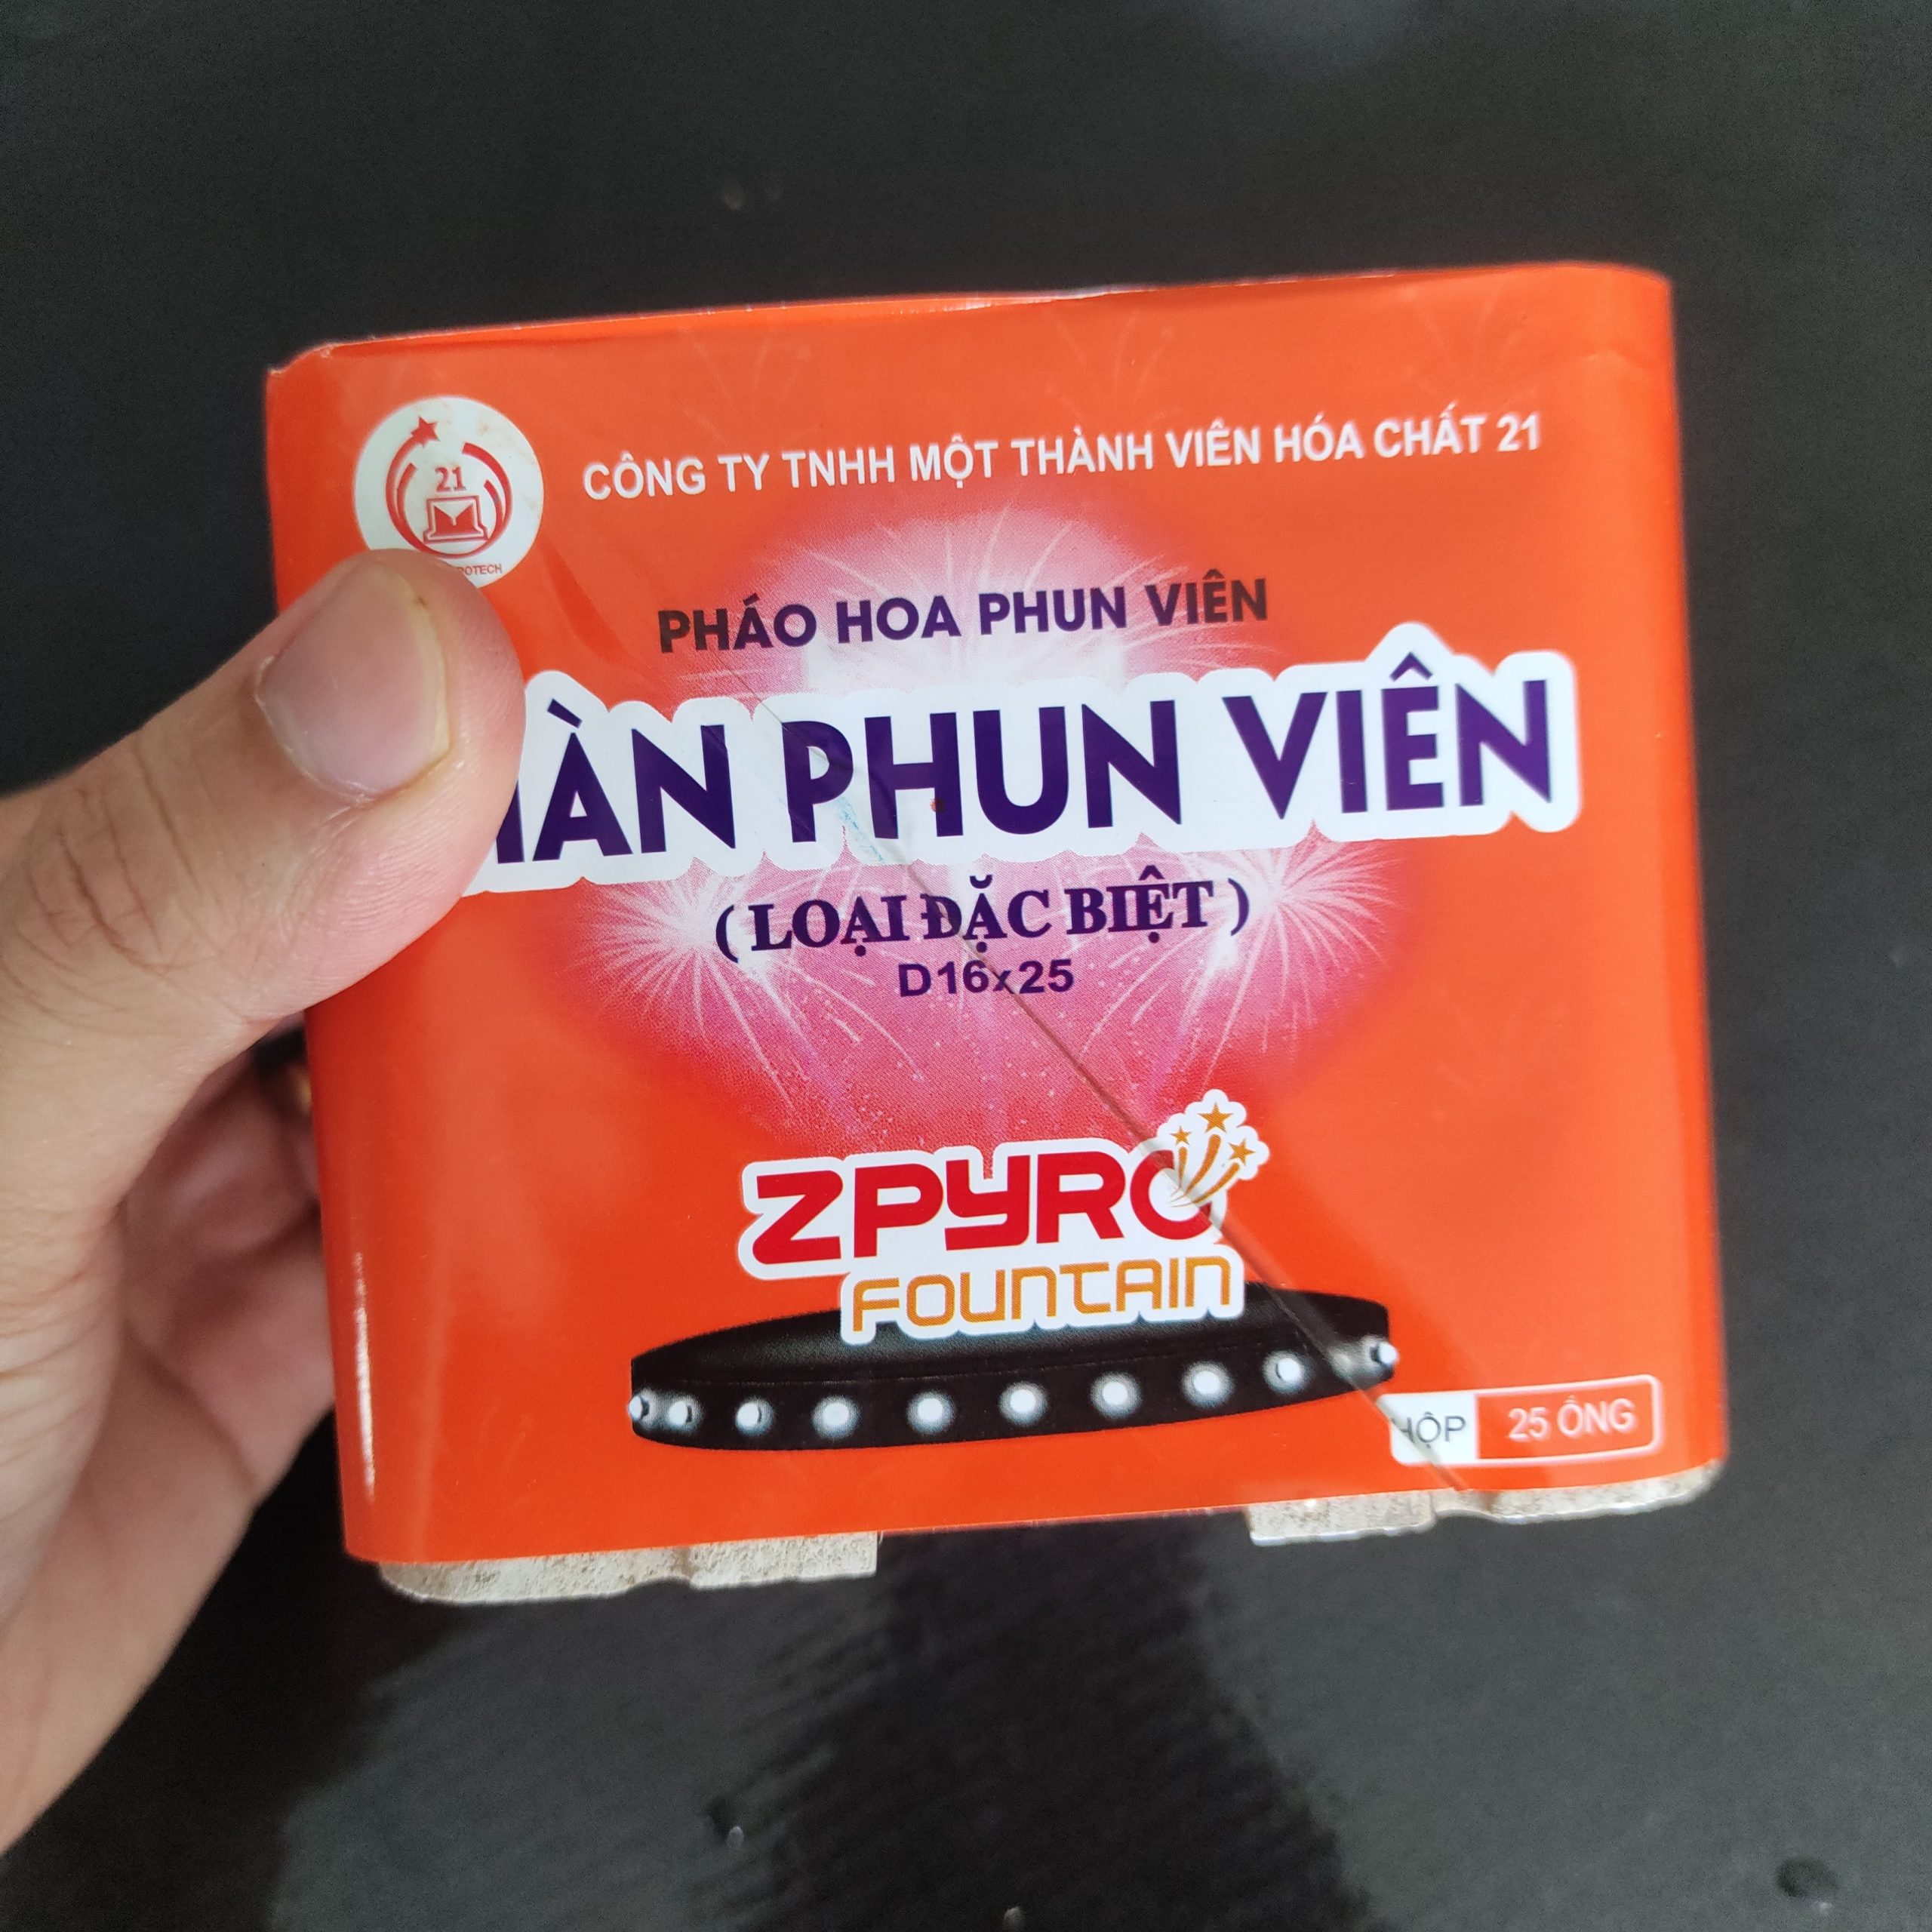 21
CÔNG TY TNHH MỘT THÀNH VIÊN HÓA CHẤT 21
PHÁO HOA PHUN VIÊN
PHUN VIÊN
( LOẠI ĐẶC BIỆT )
D16x25
ZPYRO
FOUNTAIN
HỘP 25 ỐNG